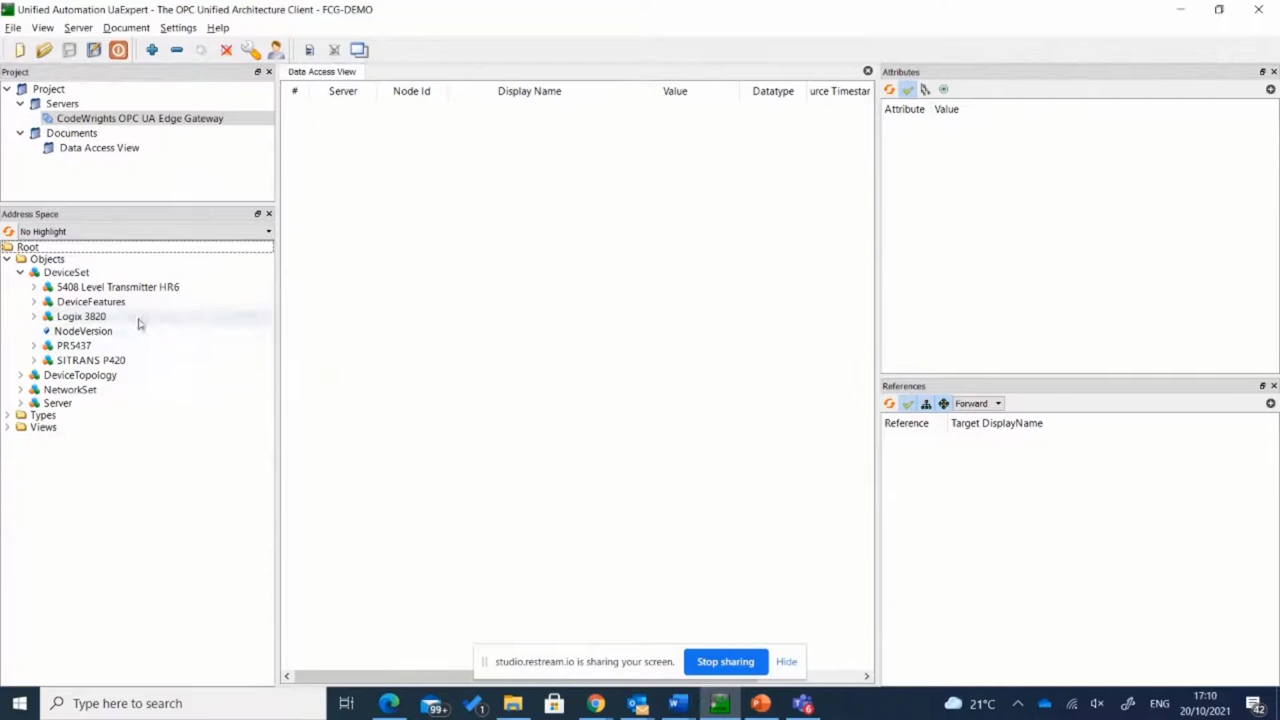 Unified Automation UaExpert - The OPC Unified Architecture Client - FCG-DEMO
File View Server Document Settings Help
Project
Project
Servers
CodeWrights OPC UA Edge Gateway
Documents
Data Access View
Address Space
No Highlight
Root
Objects
DeviceSet
5408 Level Transmitter HR6
DeviceFeatures
Logix 3820
NodeVersion
PR5437
SITRANS P420
DeviceTopology
NetworkSet
Server
Types
Views
Data Access View
# Server Node Id Display Name Value Datatype urce Timestar
Attributes
Attribute Value
References
Forward
Reference Target DisplayName
studio.restream.io is sharing your screen. Stop sharing Hide
Type here to search
99+
1
6
21°C
ENG
17:10
20/10/2021
42